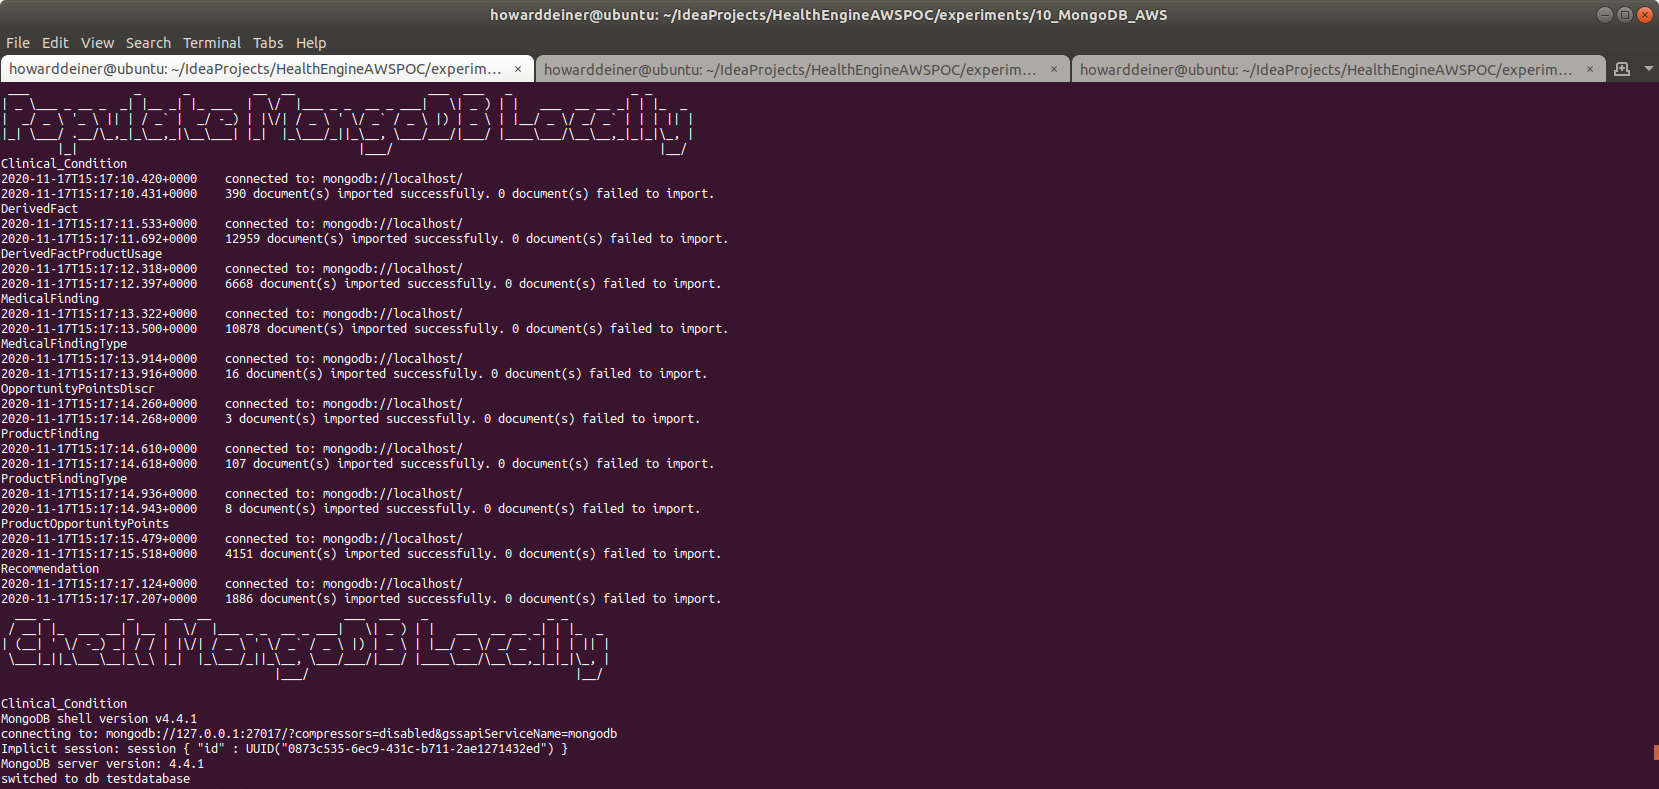 howarddeiner@ubuntu: ~/IdeaProjects/HealthEngineAWSPOC/experiments/10_MongoDB_AWS
File Edit View Search Terminal Tabs Help
howarddeiner@ubuntu: ~/IdeaProjects/HealthEngineAWSPOC/experim... × howarddeiner@ubuntu: ~/IdeaProjects/HealthEngineAWSPOC/experim... × howarddeiner@ubuntu: ~/IdeaProjects/HealthEngineAWSPOC/experim... ×
Populate MongoDB Locally
Clinical_Condition
2020-11-17T15:17:10.420+0000 connected to: mongodb://localhost/
2020-11-17T15:17:10.431+0000 390 document(s) imported successfully. 0 document(s) failed to import.
DerivedFact
2020-11-17T15:17:11.533+0000 connected to: mongodb://localhost/
2020-11-17T15:17:11.692+0000 12959 document(s) imported successfully. 0 document(s) failed to import.
DerivedFactProductUsage
2020-11-17T15:17:12.318+0000 connected to: mongodb://localhost/
2020-11-17T15:17:12.397+0000 6668 document(s) imported successfully. 0 document(s) failed to import.
MedicalFinding
2020-11-17T15:17:13.322+0000 connected to: mongodb://localhost/
2020-11-17T15:17:13.500+0000 10878 document(s) imported successfully. 0 document(s) failed to import.
MedicalFindingType
2020-11-17T15:17:13.914+0000 connected to: mongodb://localhost/
2020-11-17T15:17:13.916+0000 16 document(s) imported successfully. 0 document(s) failed to import.
OpportunityPointsDiscr
2020-11-17T15:17:14.260+0000 connected to: mongodb://localhost/
2020-11-17T15:17:14.268+0000 3 document(s) imported successfully. 0 document(s) failed to import.
ProductFinding
2020-11-17T15:17:14.610+0000 connected to: mongodb://localhost/
2020-11-17T15:17:14.618+0000 107 document(s) imported successfully. 0 document(s) failed to import.
ProductFindingType
2020-11-17T15:17:14.936+0000 connected to: mongodb://localhost/
2020-11-17T15:17:14.943+0000 8 document(s) imported successfully. 0 document(s) failed to import.
ProductOpportunityPoints
2020-11-17T15:17:15.479+0000 connected to: mongodb://localhost/
2020-11-17T15:17:15.518+0000 4151 document(s) imported successfully. 0 document(s) failed to import.
Recommendation
2020-11-17T15:17:17.124+0000 connected to: mongodb://localhost/
2020-11-17T15:17:17.207+0000 1886 document(s) imported successfully. 0 document(s) failed to import.
Check MongoDB Locally
Clinical_Condition
MongoDB shell version v4.4.1
connecting to: mongodb://127.0.0.1:27017/?compressors=disabled&gssapiServiceName=mongodb
Implicit session: session { "id" : UUID("0873c535-6ec9-431c-b711-2ae1271432ed") }
MongoDB server version: 4.4.1
switched to db testdatabase